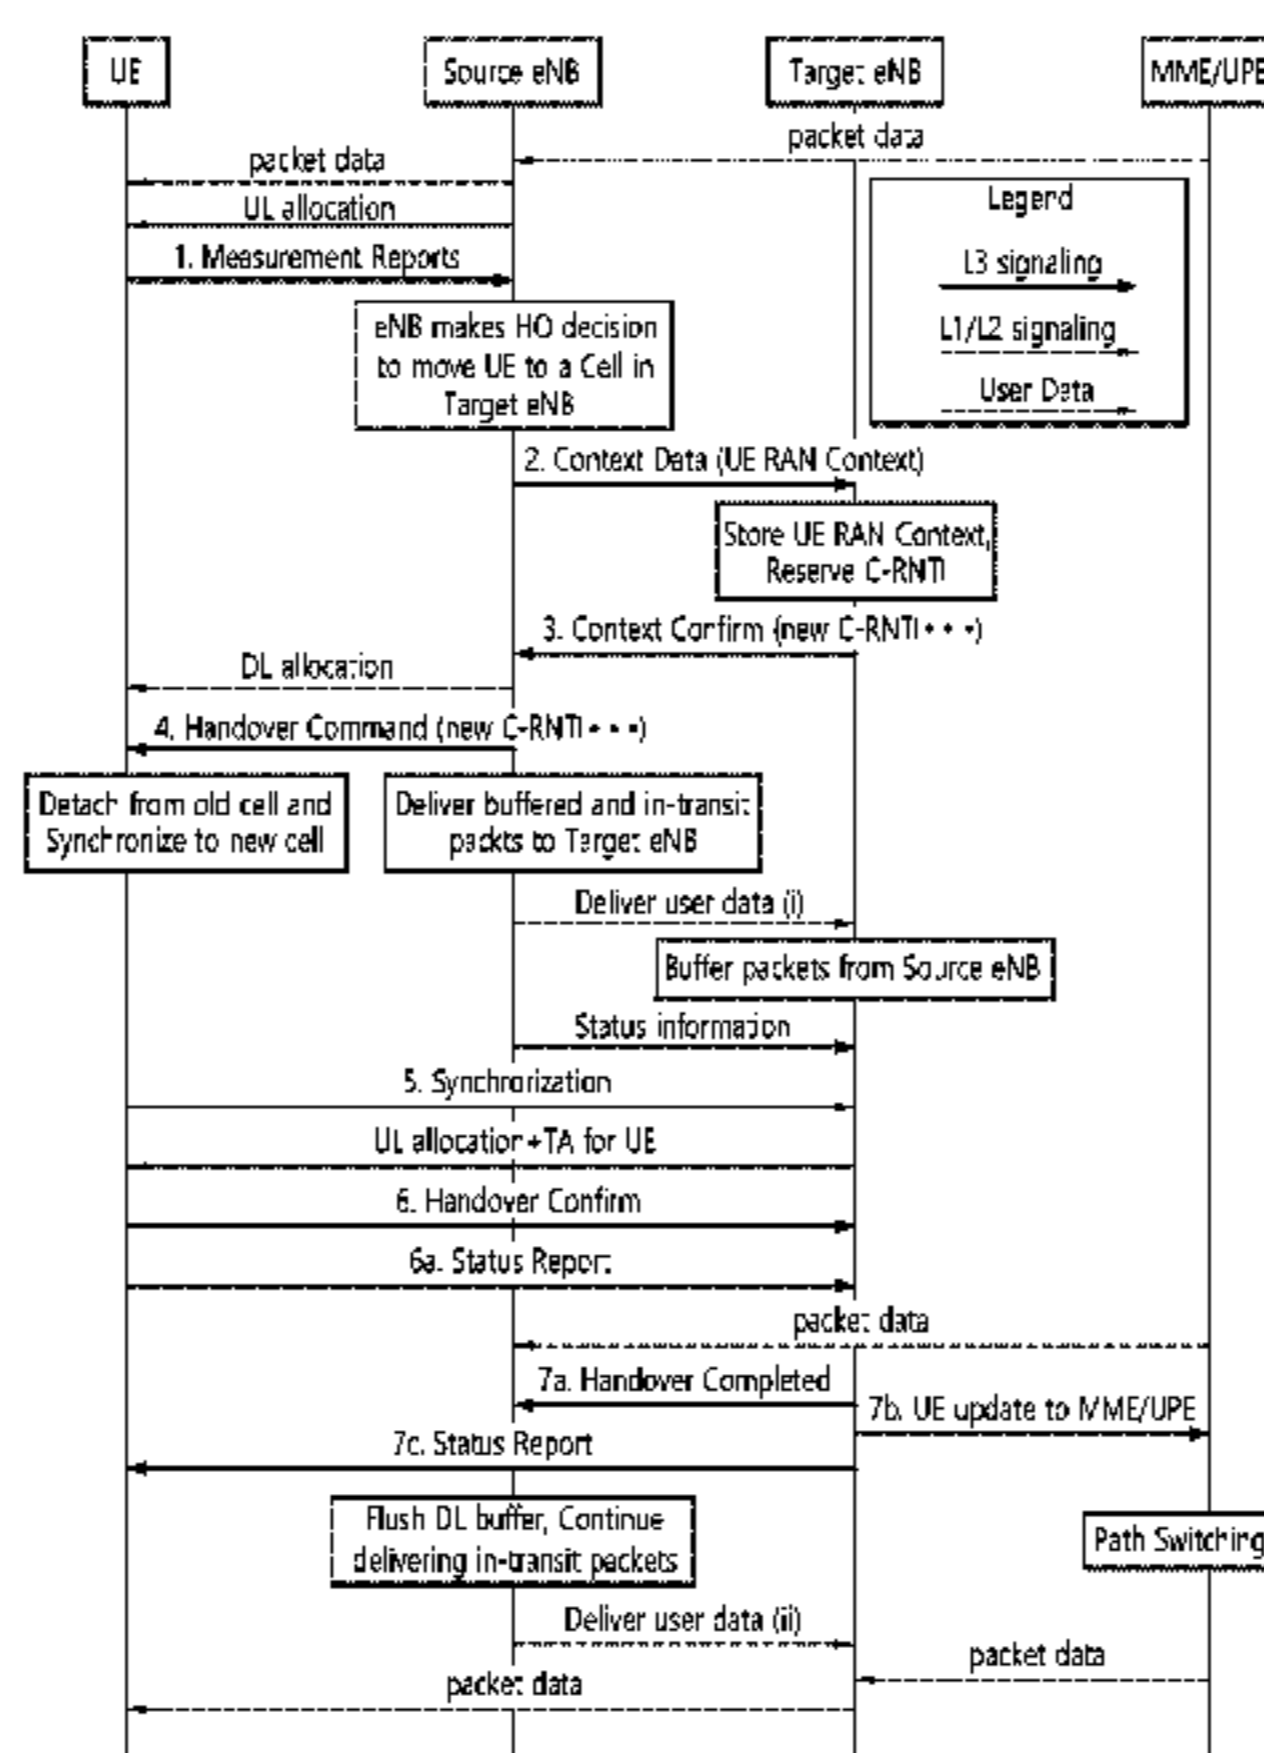 UE
Source eNB
Target eNB
MME/UPE
packet data
packet data
UL allocation
1. Measurement Reports
Legend
L3 signaling
L1/L2 signaling
User Data
eNB makes HO decision
to move UE to a Cell in
Target eNB
2. Context Data (UE RAN Context)
Store UE RAN Context,
Reserve C-RNTI
3. Context Confirm (new C-RNTI•••)
DL allocation
4. Handover Command (new C-RNTI•••)
Detach from old cell and
Synchronize to new cell
Deliver buffered and in-transit
packts to Target eNB
Deliver user data (i)
Buffer packets from Source eNB
Status information
5. Synchronization
UL allocation+TA for UE
6. Handover Confirm
6a. Status Report
packet data
7a. Handover Completed
7b. UE update to MME/UPE
7c. Status Report
Flush DL buffer, Continue
delivering in-transit packets
Path Switching
Deliver user data (ii)
packet data
packet data